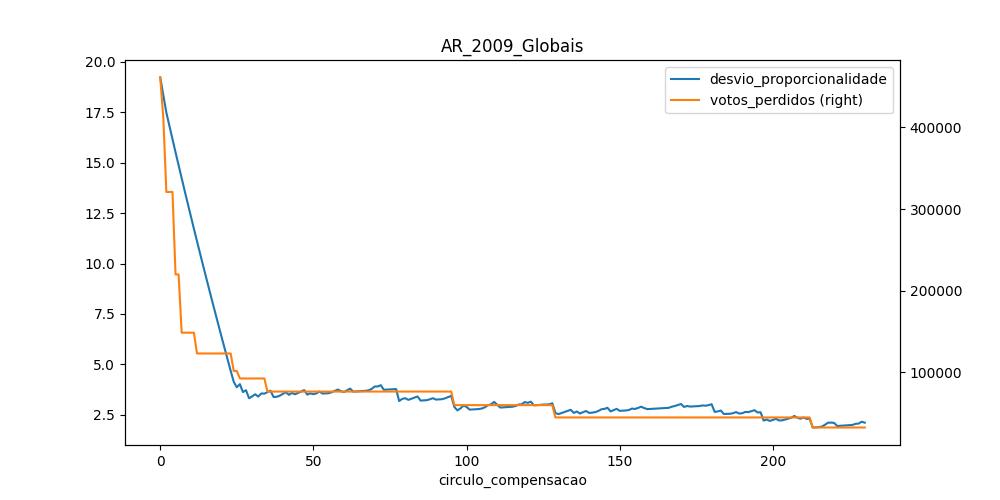 AR_2009_Globais
desvio_proporcionalidade
votos_perdidos (right)
20.0
17.5
15.0
12.5
10.0
7.5
5.0
2.5
400000
300000
200000
100000
0 50 100 150 200
circulo_compensacao